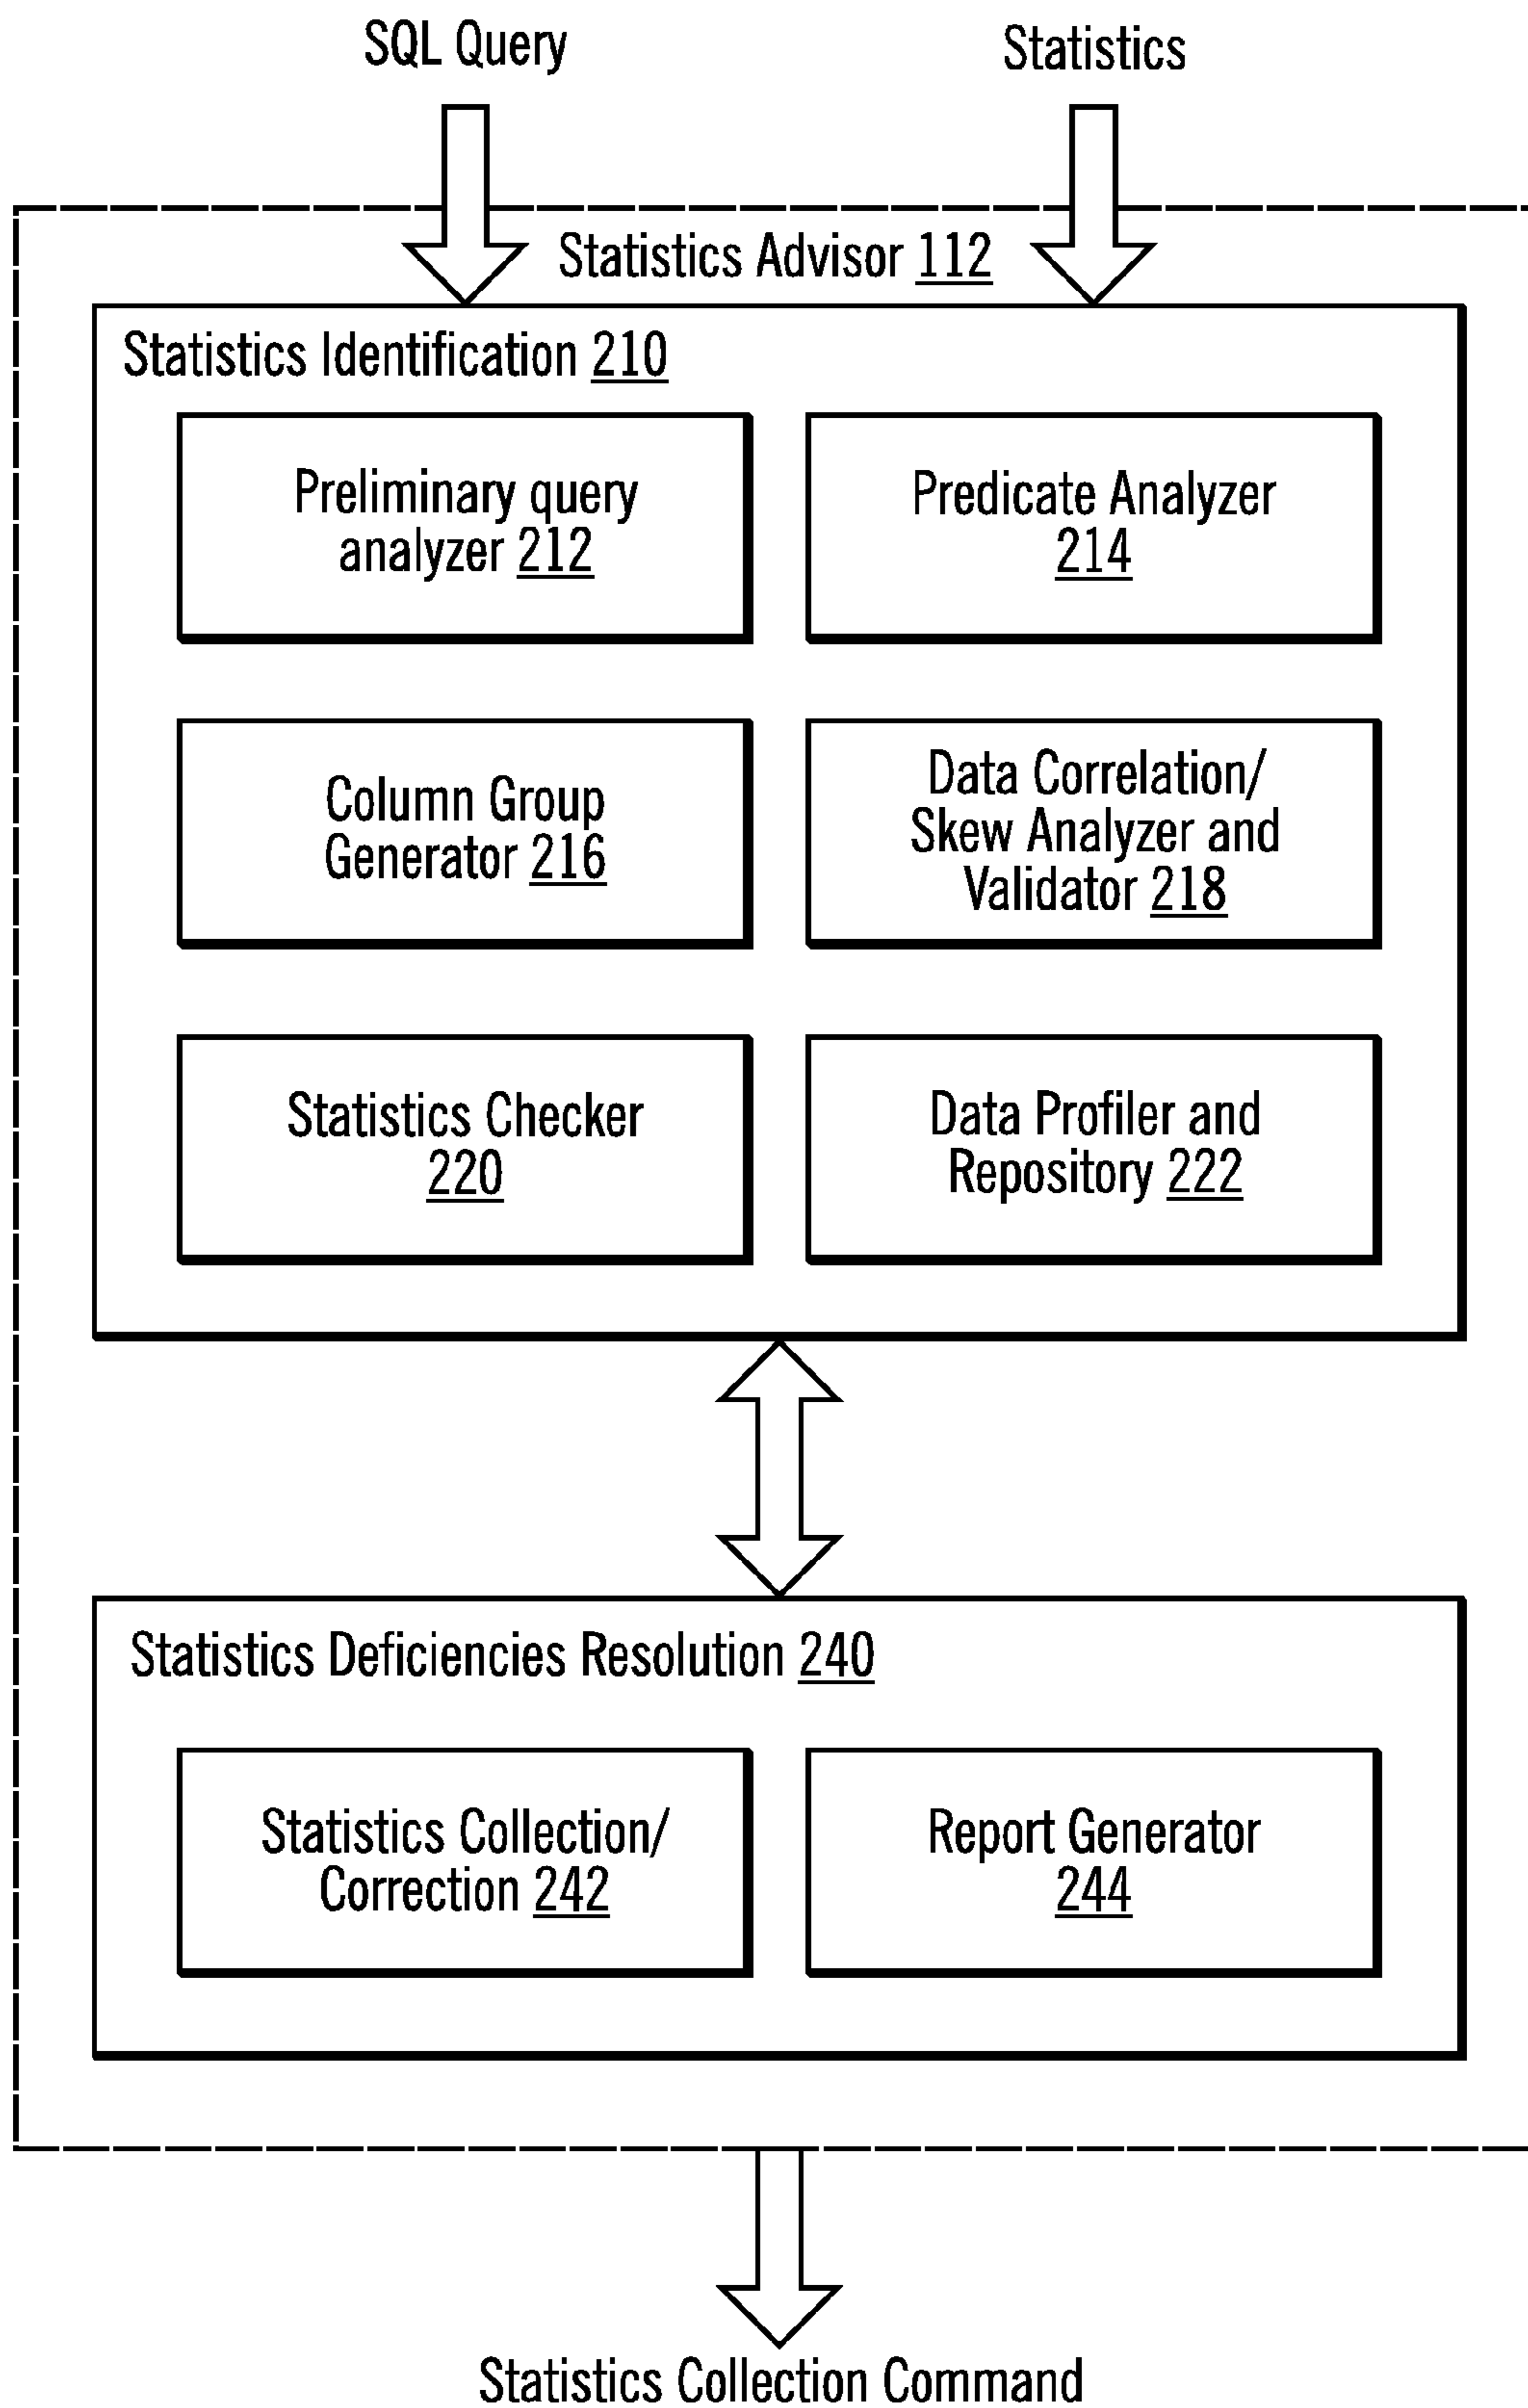 SQL Query
Statistics
Statistics Advisor 112
Statistics Identification 210
Preliminary query
analyzer 212
Predicate Analyzer
214
Column Group
Generator 216
Data Correlation/
Skew Analyzer and
Validator 218
Statistics Checker
220
Data Profiler and
Repository 222
Statistics Deficiencies Resolution 240
Statistics Collection/
Correction 242
Report Generator
244
Statistics Collection Command